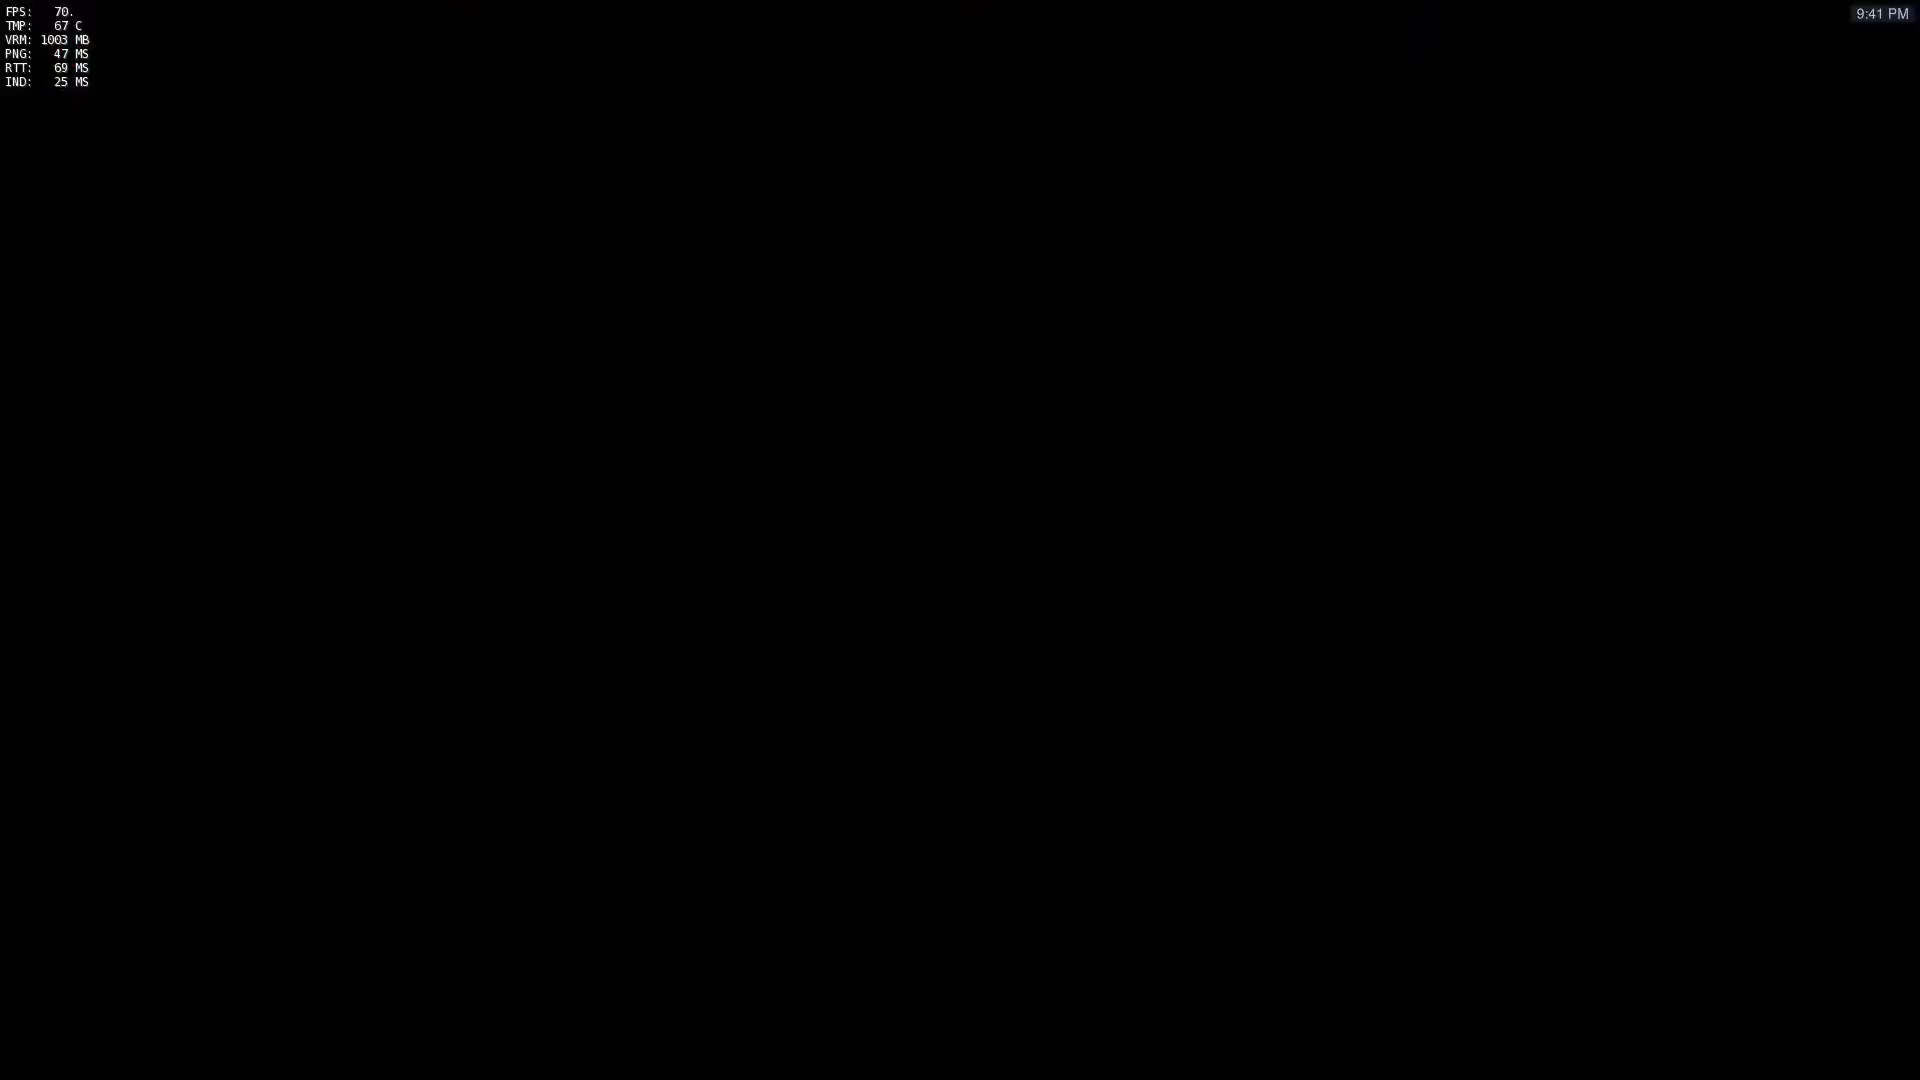 FPS: 70.
TMP: 67 C
VRM: 1003 MB
PNG: 47 MS
RTT: 69 MS
IND: 25 MS
9:41 PM